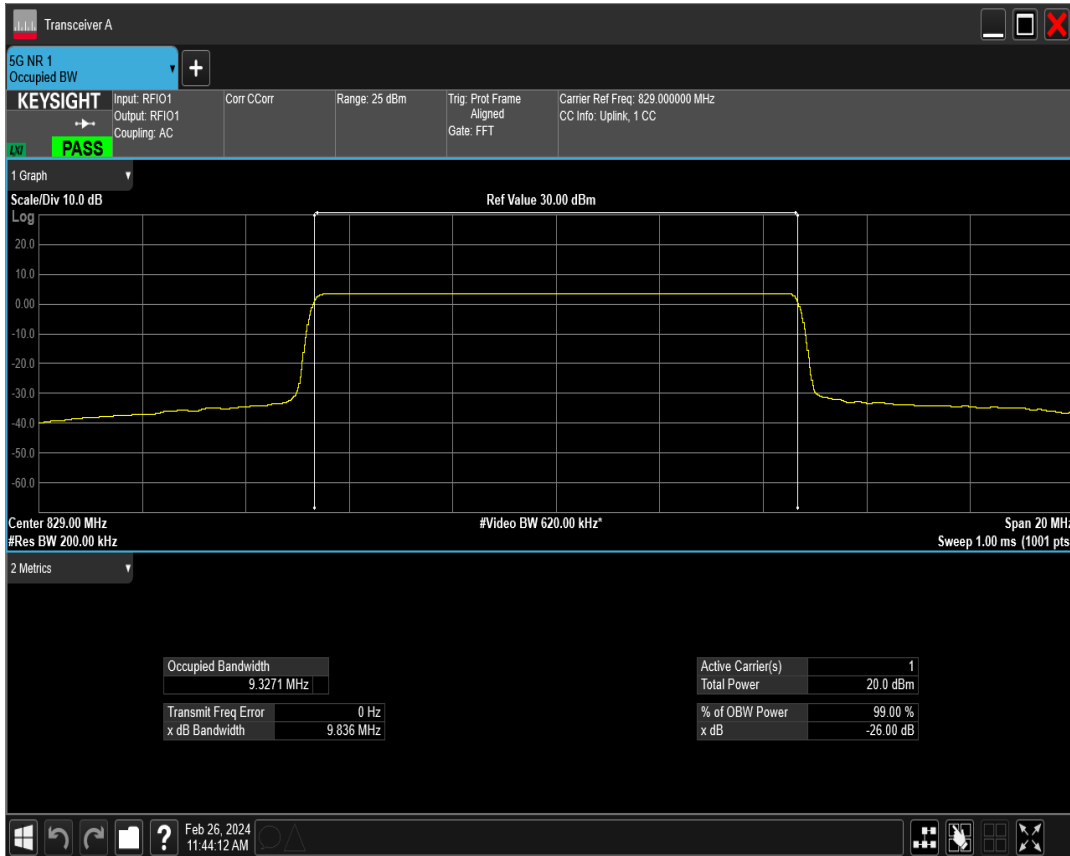 Transceiver A
5G NR 1
Occupied BW
KEYSIGHT
LXI
PASS
Input: RFIO1
Output: RFIO1
Coupling: AC
Corr CCorr
Range: 25 dBm
Trig: Prot Frame
Aligned
Gate: FFT
Carrier Ref Freq: 829.000000 MHz
CC Info: Uplink, 1 CC
1 Graph
Scale/Div 10.0 dB
Ref Value 30.00 dBm
Log
20.0
10.0
0.00
-10.0
-20.0
-30.0
-40.0
-50.0
-60.0
Center 829.00 MHz
#Video BW 620.00 kHz*
Span 20 MHz
#Res BW 200.00 kHz
Sweep 1.00 ms (1001 pts
2 Metrics
Occupied Bandwidth
9.3271 MHz
Transmit Freq Error 0 Hz
x dB Bandwidth 9.836 MHz
Active Carrier(s) 1
Total Power 20.0 dBm
% of OBW Power 99.00 %
x dB -26.00 dB
?
Feb 26, 2024
11:44:12 AM